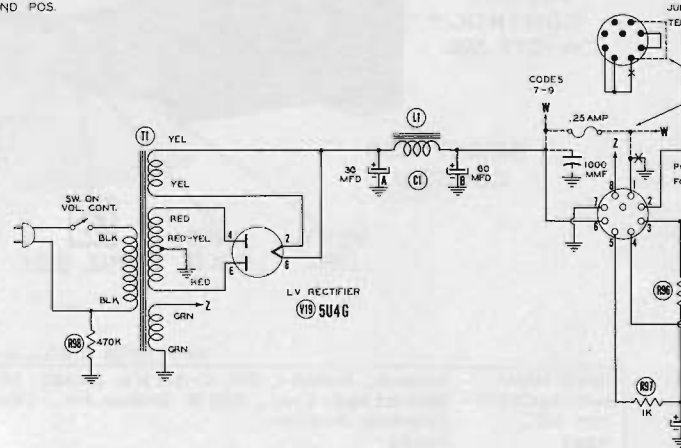 ND POS.
CODES
7-9
W
.25 AMP
W
Z
L1
C1
30
MFD
A
B
60
MFD
1000
MMF
T1
YEL
YEL
SW. ON
VOL. CONT.
BLK
BLK
RED
RED-YEL
RED
GRN
GRN
Z
4
2
6
L V RECTIFIER
V19 5U4G
R98
470K
8
1
7
2
6
3
5
4
R96
R97
1K